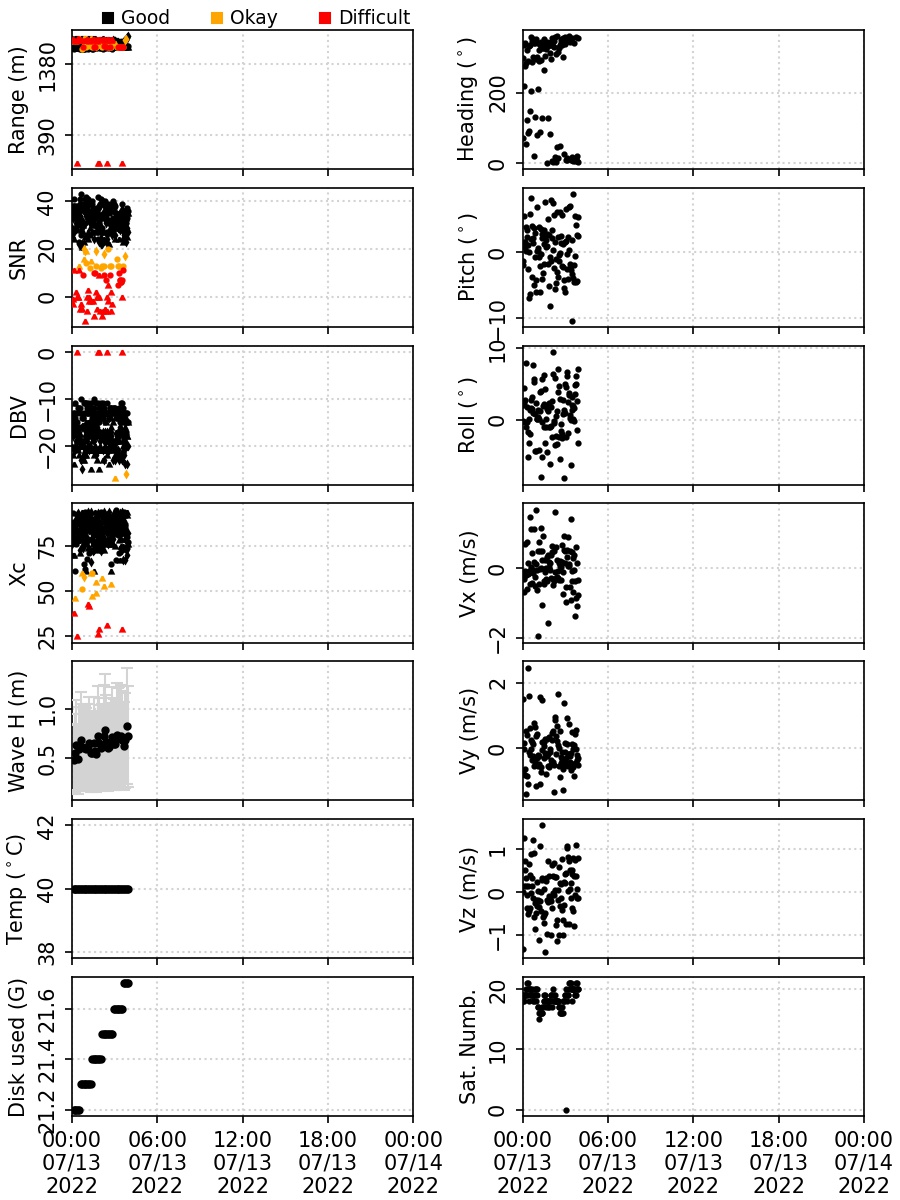 Good Okay Difficult
Range (m)
1380
390
Heading (°)
200
0
SNR
40
20
0
Pitch (°)
0
−10
DBV
0
−10
−20
Roll (°)
10
0
Xc
75
50
25
Vx (m/s)
0
−2
Wave H (m)
1.0
0.5
Vy (m/s)
2
0
Temp (°C)
42
40
38
Vz (m/s)
1
0
−1
Disk used (G)
21.6
21.4
21.2
Sat. Numb.
20
10
0
00:00 06:00 12:00 18:00 00:00
07/13 07/13 07/13 07/13 07/14
2022 2022 2022 2022 2022
00:00 06:00 12:00 18:00 00:00
07/13 07/13 07/13 07/13 07/14
2022 2022 2022 2022 2022